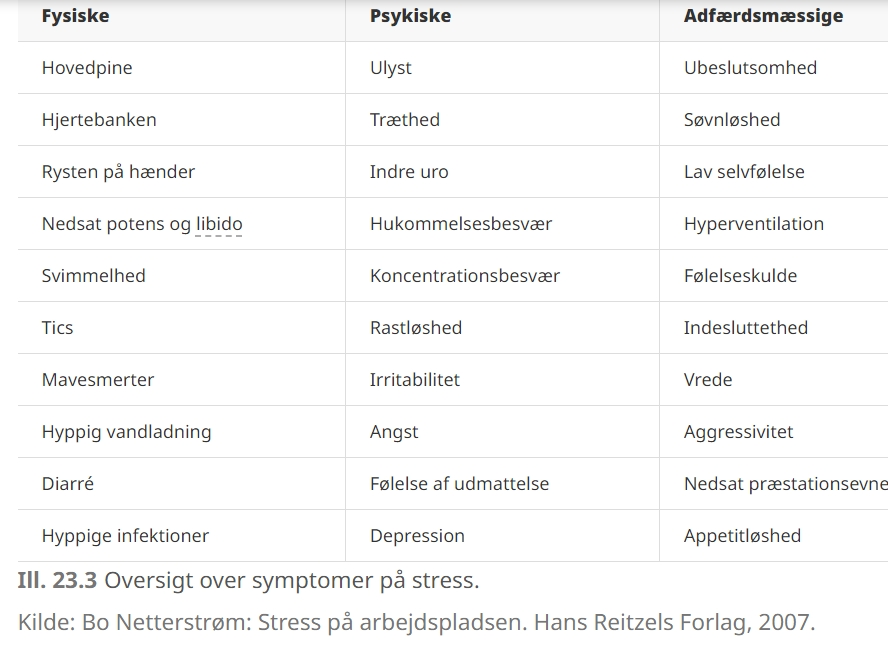 Fysiske Psykiske Adfærdsmæssige
Hovedpine Ulyst Ubeslutsomhed
Hjertebanken Træthed Søvnløshed
Rysten på hænder Indre uro Lav selvfølelse
Nedsat potens og libido Hukommelsesbesvær Hyperventilation
Svimmelhed Koncentrationsbesvær Følelseskulde
Tics Rastløshed Indesluttethed
Mavesmerter Irritabilitet Vrede
Hyppig vandladning Angst Aggressivitet
Diarré Følelse af udmattelse Nedsat præstationsevne
Hyppige infektioner Depression Appetitløshed
Ill. 23.3 Oversigt over symptomer på stress.
Kilde: Bo Netterstrøm: Stress på arbejdspladsen. Hans Reitzels Forlag, 2007.